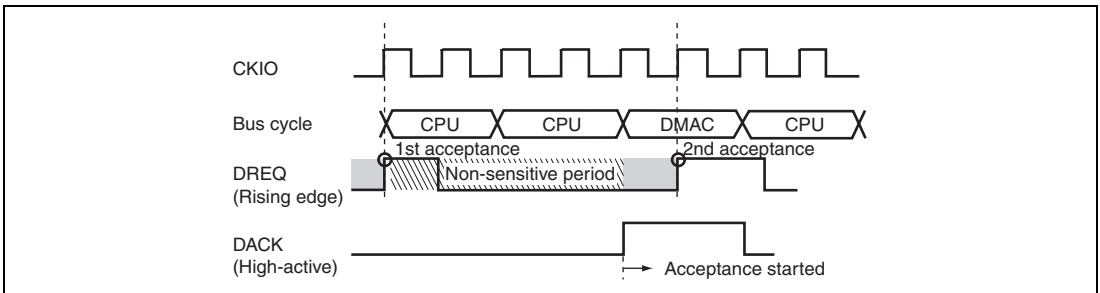 CKIO
Bus cycle
CPU CPU DMAC CPU
1st acceptance 2nd acceptance
DREQ
(Rising edge)
Non-sensitive period
DACK
(High-active)
Acceptance started